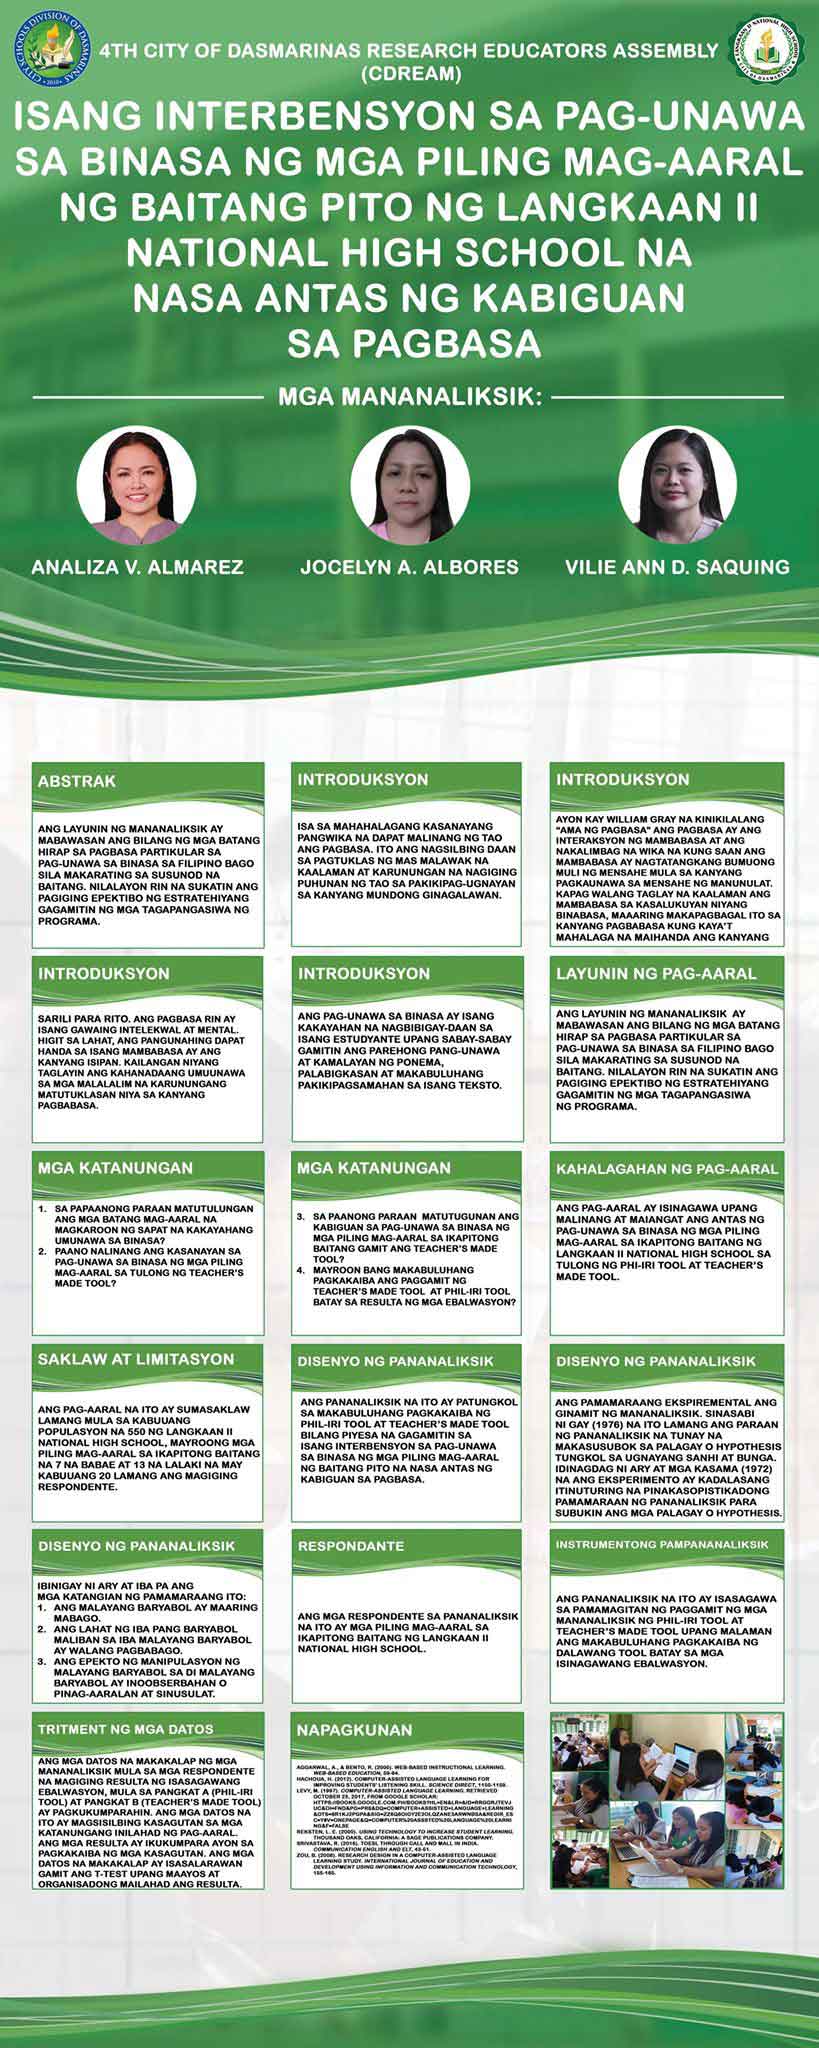 4TH CITY OF DASMARINAS RESEARCH EDUCATORS ASSEMBLY
(CDREAM)
ISANG INTERBENSYON SA PAG-UNAWA
SA BINASA NG MGA PILING MAG-AARAL
NG BAITANG PITO NG LANGKAAN II
NATIONAL HIGH SCHOOL NA
NASA ANTAS NG KABIGUAN
SA PAGBASA
MGA MANANALIKSIK:
ANALIZA V. ALMAREZ
JOCELYN A. ALBORES
VILIE ANN D. SAQUING
ABSTRAK
ANG LAYUNIN NG MANANALIKSIK AY
MABAWASAN ANG BILANG NG MGA BATANG
HIRAP SA PAGBASA PARTIKULAR SA
PAG-UNAWA SA BINASA SA FILIPINO BAGO
SILA MAKARATING SA SUSUNOD NA
BAITANG. NILALAYON RIN NA SUKATIN ANG
PAGIGING EPEKTIBO NG ESTRATEHIYANG
GAGAMITIN NG MGA TAGAPANGASIWA NG
PROGRAMA.
INTRODUKSYON
ISA SA MAHAHALAGANG KASANAYANG
PANGWIKA NA DAPAT MALINANG NG TAO
ANG PAGBASA. ITO ANG NAGSILBING DAAN
SA PAGTUKLAS NG MAS MALAWAK NA
KAALAMAN AT KARUNUNGAN NA NAGIGING
PUHUNAN NG TAO SA PAKIKIPAG-UGNAYAN
SA KANYANG MUNDONG GINAGALAWAN.
INTRODUKSYON
AYON KAY WILLIAM GRAY NA KINIKILALANG
"AMA NG PAGBASA" ANG PAGBASA AY ANG
INTERAKSYON NG MAMBABASA AT ANG
NAKALIMBAG NA WIKA NA KUNG SAAN ANG
MAMBABASA AY NAGTATANGKANG BUMUONG
MULI NG MENSAHE MULA SA KANYANG
PAGKAUNAWA SA MENSAHE NG MANUNULAT.
KAPAG WALANG TAGLAY NA KAALAMAN ANG
MAMBABASA SA KASALUKUYAN NIYANG
BINABASA, MAAARING MAKAPAGBAGAL ITO SA
KANYANG PAGBABASA KUNG KAYA'T
MAHALAGA NA MAIHANDA ANG KANYANG
INTRODUKSYON
SARILI PARA RITO. ANG PAGBASA RIN AY
ISANG GAWAING INTELEKWAL AT MENTAL.
HIGIT SA LAHAT, ANG PANGUNAHING DAPAT
HANDA SA ISANG MAMBABASA AY ANG
KANYANG ISIPAN. KAILANGAN NIYANG
TAGLAYIN ANG KAHANDAANG UMUUNAWA
SA MGA MALALALIM NA KARUNUNGANG
MATUTUKLASAN NIYA SA KANYANG
PAGBABASA.
INTRODUKSYON
ANG PAG-UNAWA SA BINASA AY ISANG
KAKAYAHAN NA NAGBIBIGAY-DAAN SA
ISANG ESTUDYANTE UPANG SABAY-SABAY
GAMITIN ANG PAREHONG PANG-UNAWA
AT KAMALAYAN NG PONEMA,
PALABIGKASAN AT MAKABULUHANG
PAKIKIPAGSAMAHAN SA ISANG TEKSTO.
LAYUNIN NG PAG-AARAL
ANG LAYUNIN NG MANANALIKSIK AY
MABAWASAN ANG BILANG NG MGA BATANG
HIRAP SA PAGBASA PARTIKULAR SA
PAG-UNAWA SA BINASA SA FILIPINO BAGO
SILA MAKARATING SA SUSUNOD NA
BAITANG. NILALAYON RIN NA SUKATIN ANG
PAGIGING EPEKTIBO NG ESTRATEHIYANG
GAGAMITIN NG MGA TAGAPANGASIWA
NG PROGRAMA.
MGA KATANUNGAN
1. SA PAPAANONG PARAAN MATUTULUNGAN
ANG MGA BATANG MAG-AARAL NA
MAGKAROON NG SAPAT NA KAKAYAHANG
UMUNAWA SA BINASA?
2. PAANO NALINANG ANG KASANAYAN SA
PAG-UNAWA SA BINASA NG MGA PILING
MAG-AARAL SA TULONG NG TEACHER'S
MADE TOOL?
MGA KATANUNGAN
3. SA PAANONG PARAAN MATUTUGUNAN ANG
KABIGUAN SA PAG-UNAWA SA BINASA NG
MGA PILING MAG-AARAL SA IKAPITONG
BAITANG GAMIT ANG TEACHER'S MADE
TOOL?
4. MAYROON BANG MAKABULUHANG
PAGKAKAIBA ANG PAGGAMIT NG
TEACHER'S MADE TOOL AT PHIL-IRI TOOL
BATAY SA RESULTA NG MGA EBALWASYON?
KAHALAGAHAN NG PAG-AARAL
ANG PAG-AARAL AY ISINAGAWA UPANG
MALINANG AT MAIANGAT ANG ANTAS NG
PAG-UNAWA SA BINASA NG MGA PILING
MAG-AARAL SA IKAPITONG BAITANG NG
LANGKAAN II NATIONAL HIGH SCHOOL SA
TULONG NG PHI-IRI TOOL AT TEACHER'S
MADE TOOL.
SAKLAW AT LIMITASYON
ANG PAG-AARAL NA ITO AY SUMASAKLAW
LAMANG MULA SA KABUUANG
POPULASYON NA 550 NG LANGKAAN II
NATIONAL HIGH SCHOOL, MAYROONG MGA
PILING MAG-AARAL SA IKAPITONG BAITANG
NA 7 NA BABAE AT 13 NA LALAKI NA MAY
KABUUANG 20 LAMANG ANG MAGIGING
RESPONDENTE.
DISENYO NG PANANALIKSIK
ANG PANANALIKSIK NA ITO AY PATUNGKOL
SA MAKABULUHANG PAGKAKAIBA NG
PHIL-IRI TOOL AT TEACHER'S MADE TOOL
BILANG PIYESA NA GAGAMITIN SA
ISANG INTERBENSYON SA PAG-UNAWA
SA BINASA NG MGA PILING MAG-AARAL
NG BAITANG PITO NA NASA ANTAS NG
KABIGUAN SA PAGBASA.
DISENYO NG PANANALIKSIK
ANG PAMAMARAANG EKSPIREMENTAL ANG
GINAMIT NG MANANALIKSIK. SINASABI
NI GAY (1976) NA ITO LAMANG ANG PARAAN
NG PANANALIKSIK NA TUNAY NA
MAKASUSUBOK SA PALAGAY O HYPOTHESIS
TUNGKOL SA UGNAYANG SANHI AT BUNGA.
IDINAGDAG NI ARY AT MGA KASAMA (1972)
NA ANG EKSPERIMENTO AY KADALASANG
ITINUTURING NA PINAKASOPISTIKADONG
PAMAMARAAN NG PANANALIKSIK PARA
SUBUKIN ANG MGA PALAGAY O HYPOTHESIS.
DISENYO NG PANANALIKSIK
IBINIGAY NI ARY AT IBA PA ANG
MGA KATANGIAN NG PAMAMARAANG ITO:
1. ANG MALAYANG BARYABOL AY MAARING
MABAGO.
2. ANG LAHAT NG IBA PANG BARYABOL
MALIBAN SA IBA MALAYANG BARYABOL
AY WALANG PAGBABAGO.
3. ANG EPEKTO NG MANIPULASYON NG
MALAYANG BARYABOL SA DI MALAYANG
BARYABOL AY INOOBSERBAHAN O
PINAG-AARALAN AT SINUSULAT.
RESPONDANTE
ANG MGA RESPONDENTE SA PANANALIKSIK
NA ITO AY MGA PILING MAG-AARAL SA
IKAPITONG BAITANG NG LANGKAAN II
NATIONAL HIGH SCHOOL.
INSTRUMENTONG PAMPANANALIKSIK
ANG PANANALIKSIK NA ITO AY ISASAGAWA
SA PAMAMAGITAN NG PAGGAMIT NG MGA
MANANALIKSIK NG PHIL-IRI TOOL AT
TEACHER'S MADE TOOL UPANG MALAMAN
ANG MAKABULUHANG PAGKAKAIBA NG
DALAWANG TOOL BATAY SA MGA
ISINAGAWANG EBALWASYON.
TRITMENT NG MGA DATOS
ANG MGA DATOS NA MAKAKALAP NG MGA
MANANALIKSIK MULA SA MGA RESPONDENTE
NA MAGIGING RESULTA NG ISASAGAWANG
EBALWASYON, MULA SA PANGKAT A (PHIL-IRI
TOOL) AT PANGKAT B (TEACHER'S MADE TOOL)
AY PAGKUKUMPARAHIN. ANG MGA DATOS NA
ITO AY MAGSISILBING KASAGUTAN SA MGA
KATANUNGANG INILAHAD NG PAG-AARAL.
ANG MGA RESULTA AY IKUKUMPARA AYON SA
PAGKAKAIBA NG MGA KASAGUTAN. ANG MGA
DATOS NA MAKAKALAP AY ISASALARAWAN
GAMIT ANG T-TEST UPANG MAAYOS AT
ORGANISADONG MAILAHAD ANG RESULTA.
NAPAGKUNAN
AGGARWAL, A., & BENTO, R. (2000). WEB-BASED INSTRUCTIONAL LEARNING.
WEB-BASED EDUCATION, 59-84.
HACHOUA, H. (2012). COMPUTER-ASSISTED LANGUAGE LEARNING FOR
IMPROVING STUDENTS' LISTENING SKILL. SCIENCE DIRECT, 1150-1159.
LEVY, M. (1997). COMPUTER-ASSISTED LANGUAGE LEARNING. RETRIEVED
OCTOBER 25, 2017, FROM GOOGLE SCHOLAR:
REKSTEN, L. E. (2000). USING TECHNOLOGY TO INCREASE STUDENT LEARNING.
THOUSAND OAKS, CALIFORNIA: A SAGE PUBLICATIONS COMPANY.
SRIVASTAVA, R. (2016). TOESL THROUGH CALL AND MALL IN INDIA.
COMMUNICATION ENGLISH AND ELT, 45-51.
ZOU, B. (2008). RESEARCH DESIGN IN A COMPUTER-ASSISTED LANGUAGE
LEARNING STUDY. INTERNATIONAL JOURNAL OF EDUCATION AND
DEVELOPMENT USING INFORMATION AND COMMUNICATION TECHNOLOGY,